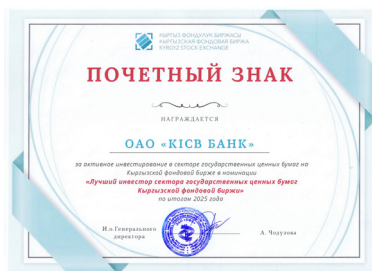 КЫРГЫЗ ФОНДУЛУК БИРЖАСЫ
КЫРГЫЗСКАЯ ФОНДОВАЯ БИРЖА
KYRGYZ STOCK EXCHANGE
ПОЧЕТНЫЙ ЗНАК
НАГРАЖДАЕТСЯ
ОАО «KICB БАНК»
за активное инвестирование в секторе государственных ценных бумаг на
Кыргызской фондовой бирже в номинации
«Лучший инвестор сектора государственных ценных бумаг
Кыргызской фондовой биржи»
по итогам 2025 года
И.о.Генерального
директора
А. Чодулова